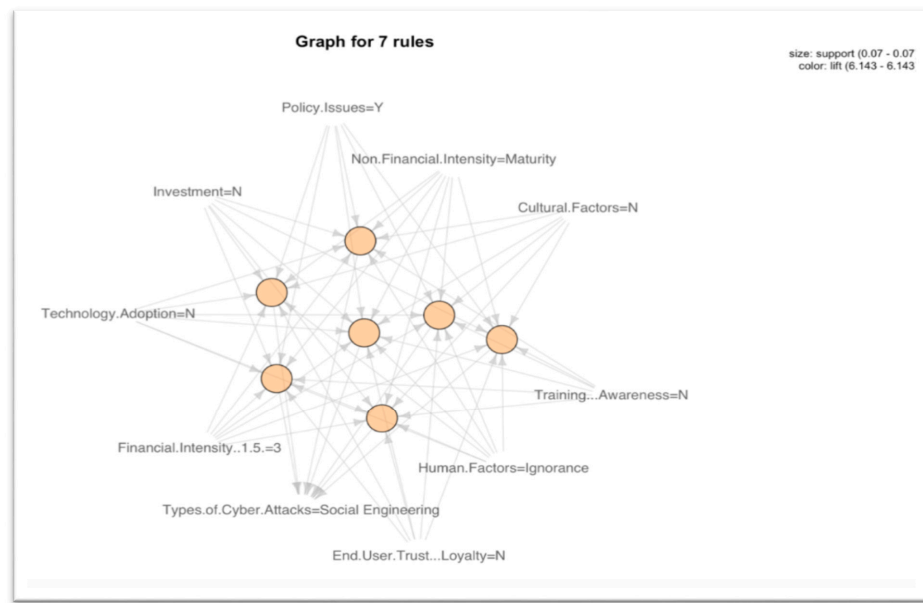 Graph for 7 rules
size: support (0.07 - 0.07
color: lift (6.143 - 6.143
Policy.Issues=Y
Non.Financial.Intensity=Maturity
Investment=N
Cultural.Factors=N
Technology.Adoption=N
Training...Awareness=N
Financial.Intensity..1.5.=3
Human.Factors=Ignorance
Types.of.Cyber.Attacks=Social Engineering
End.User.Trust...Loyalty=N